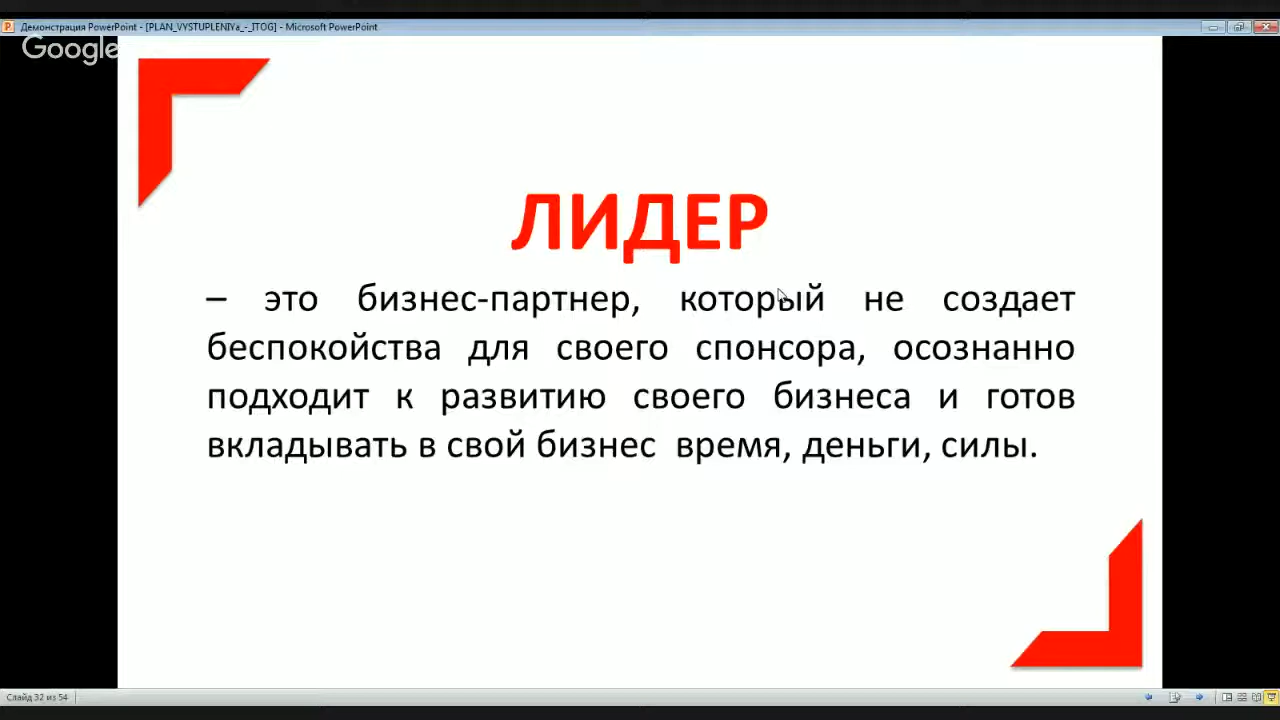 Демонстрация PowerPoint - [PLAN_VYSTUPLENIYa_-_ITOG] - Microsoft PowerPoint
Google
ЛИДЕР
– это бизнес-партнер, который не создает
беспокойства для своего спонсора, осознанно
подходит к развитию своего бизнеса и готов
вкладывать в свой бизнес время, деньги, силы.
Слайд 32 из 54